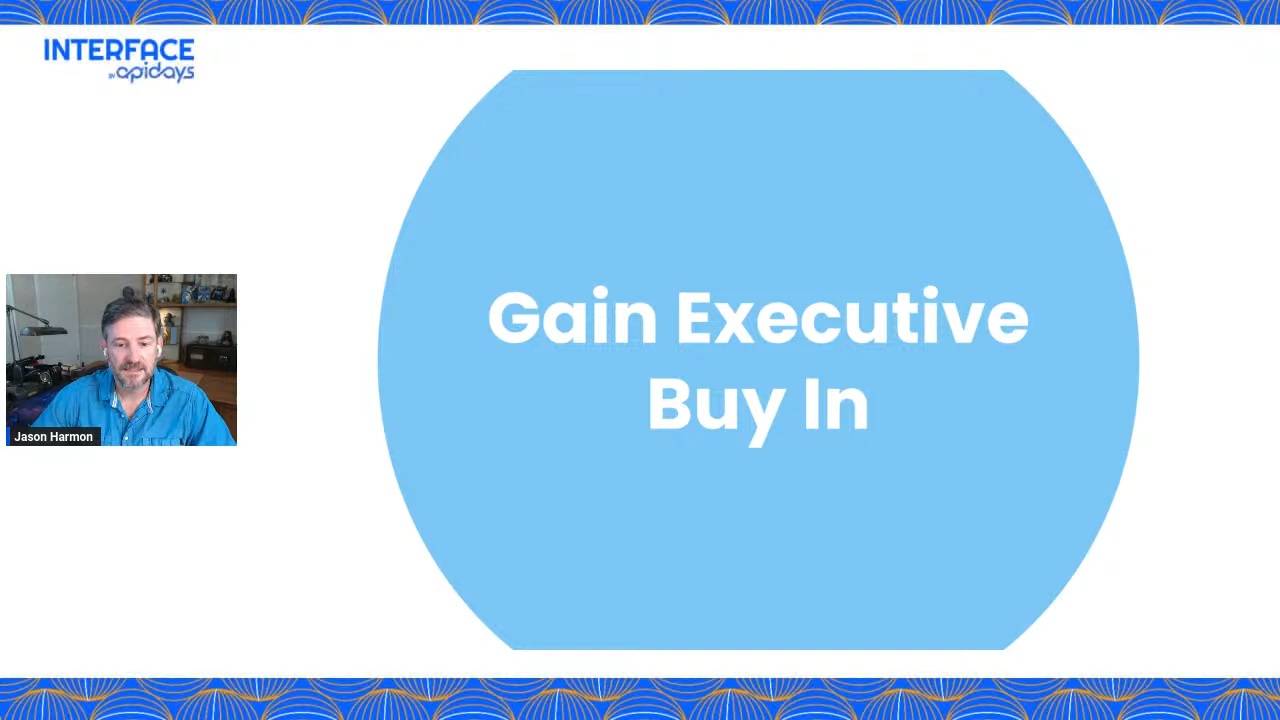 INTERFACE
BY apidays
Gain Executive
Buy In
Jason Harmon